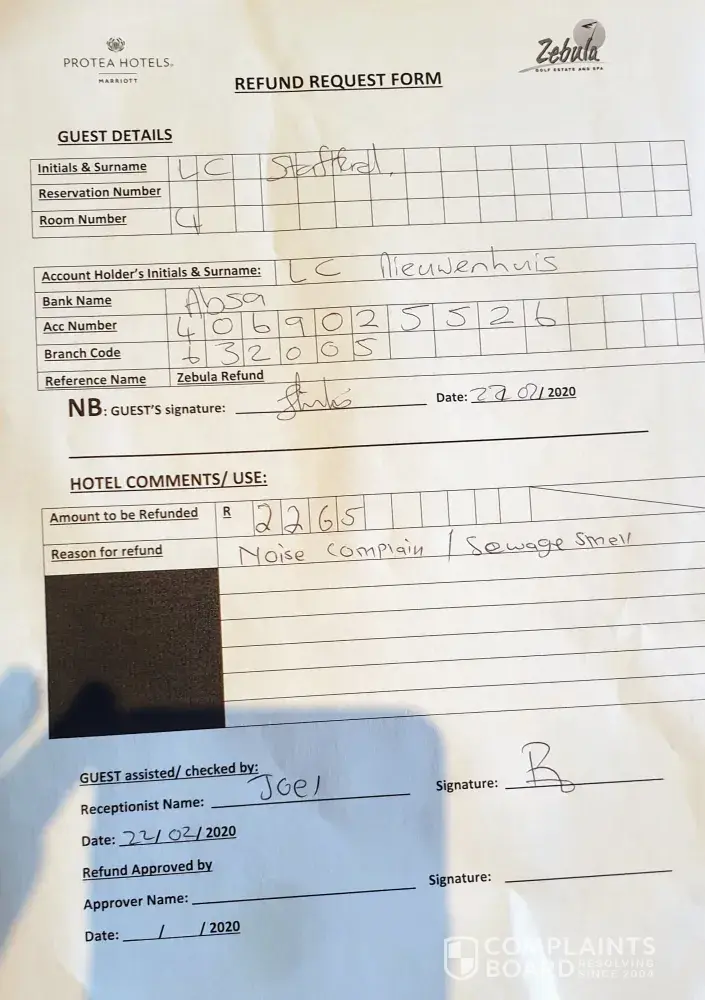 PROTEA HOTELS.
MARRIOTT
Zebula
GOLF ESTATE AND SPA
REFUND REQUEST FORM
GUEST DETAILS
Initials & Surname LC
Reservation Number
Room Number 4
Account Holder's Initials & Surname: LC Nieuwenhuis
Bank Name Absa
Acc Number 4069025526
Branch Code 632005
Reference Name Zebula Refund
NB: GUEST'S signature: Date: 22/02/2020
HOTEL COMMENTS/ USE:
Amount to be Refunded R 2265
Reason for refund Noise Complain / Sewage Smell
GUEST assisted/ checked by:
Receptionist Name: Joel Signature:
Date: 22/02/2020
Refund Approved by
Approver Name: Signature:
Date: / / 2020
COMPLAINTS
BOARD RESOLVING
SINCE 2004